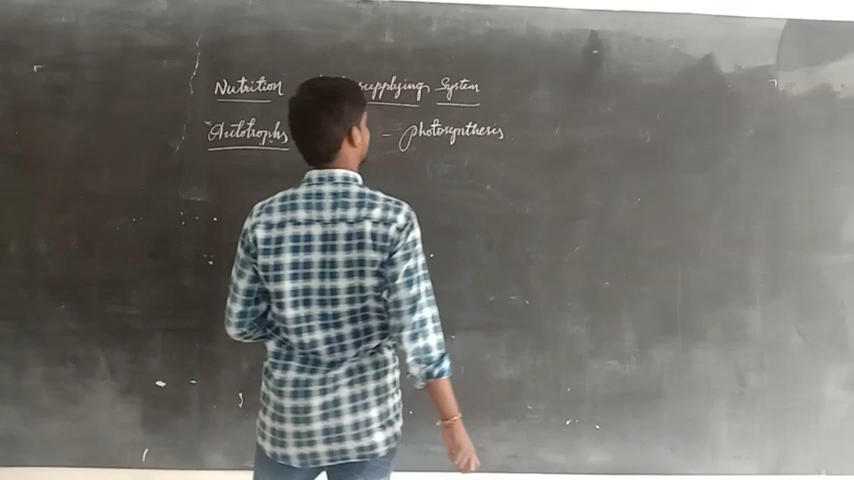 Nutrition supplying System
Autotrophs - photosynthesis